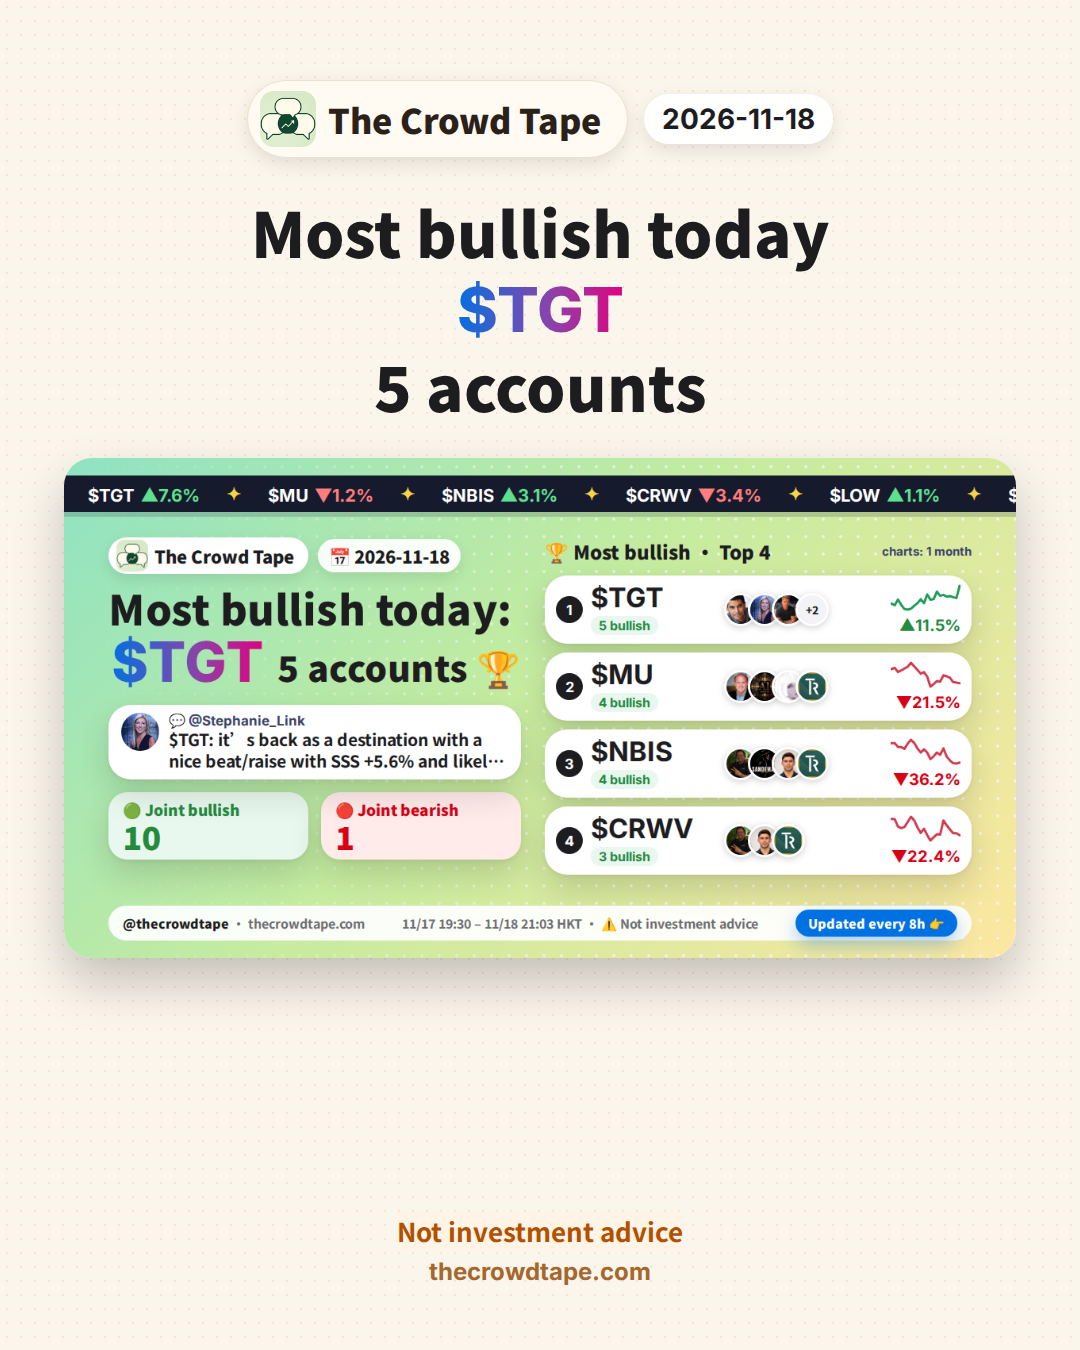 The Crowd Tape
2026-11-18
Most bullish today
$TGT
5 accounts
$TGT ▲7.6% ✦ $MU ▼1.2% ✦ $NBIS ▲3.1% ✦ $CRWV ▼3.4% ✦ $LOW ▲1.1% ✦ $
The Crowd Tape
📅 2026-11-18
Most bullish today:
$TGT 5 accounts 🏆
💬 @Stephanie_Link
$TGT: it’s back as a destination with a
nice beat/raise with SSS +5.6% and likel…
🟢 Joint bullish
10
🔴 Joint bearish
1
🏆 Most bullish • Top 4
charts: 1 month
1 $TGT
5 bullish
+2
▲11.5%
2 $MU
4 bullish
TR
▼21.5%
3 $NBIS
4 bullish
TR
▼36.2%
4 $CRWV
3 bullish
TR
▼22.4%
@thecrowdtape • thecrowdtape.com
11/17 19:30 – 11/18 21:03 HKT • ⚠️ Not investment advice
Updated every 8h 👉
Not investment advice
thecrowdtape.com